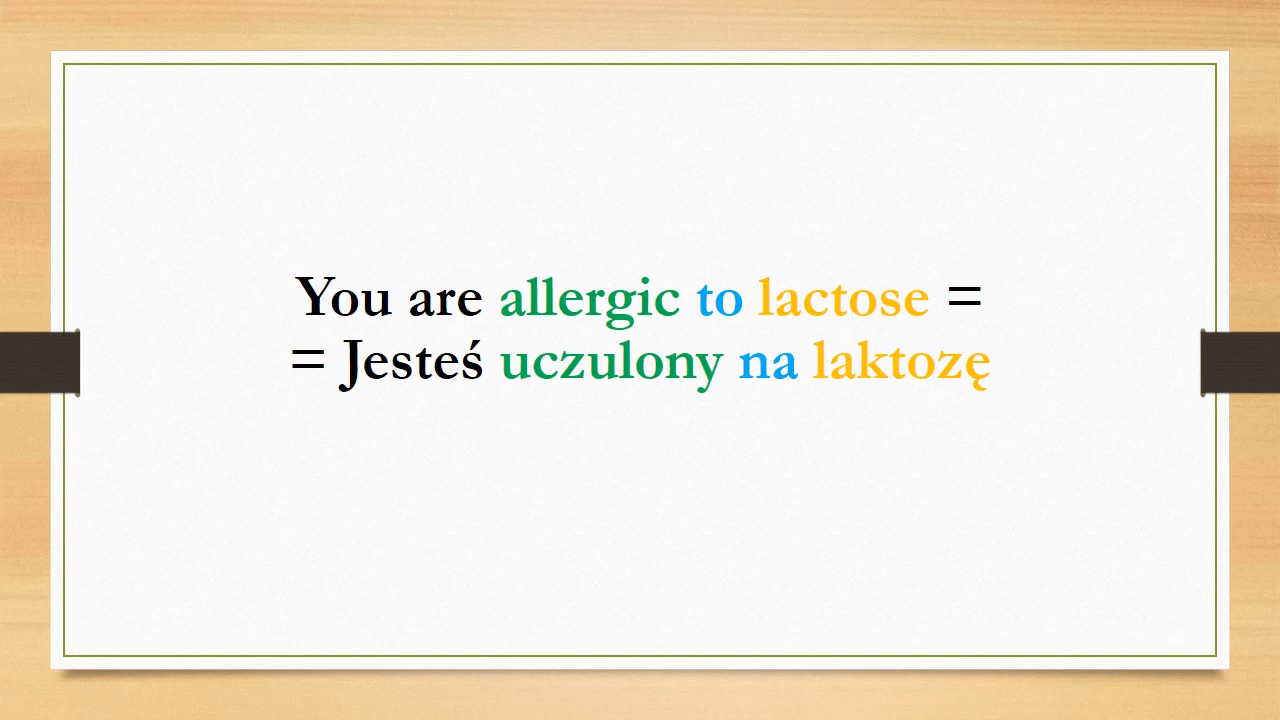 You are allergic to lactose =
= Jesteś uczulony na laktozę